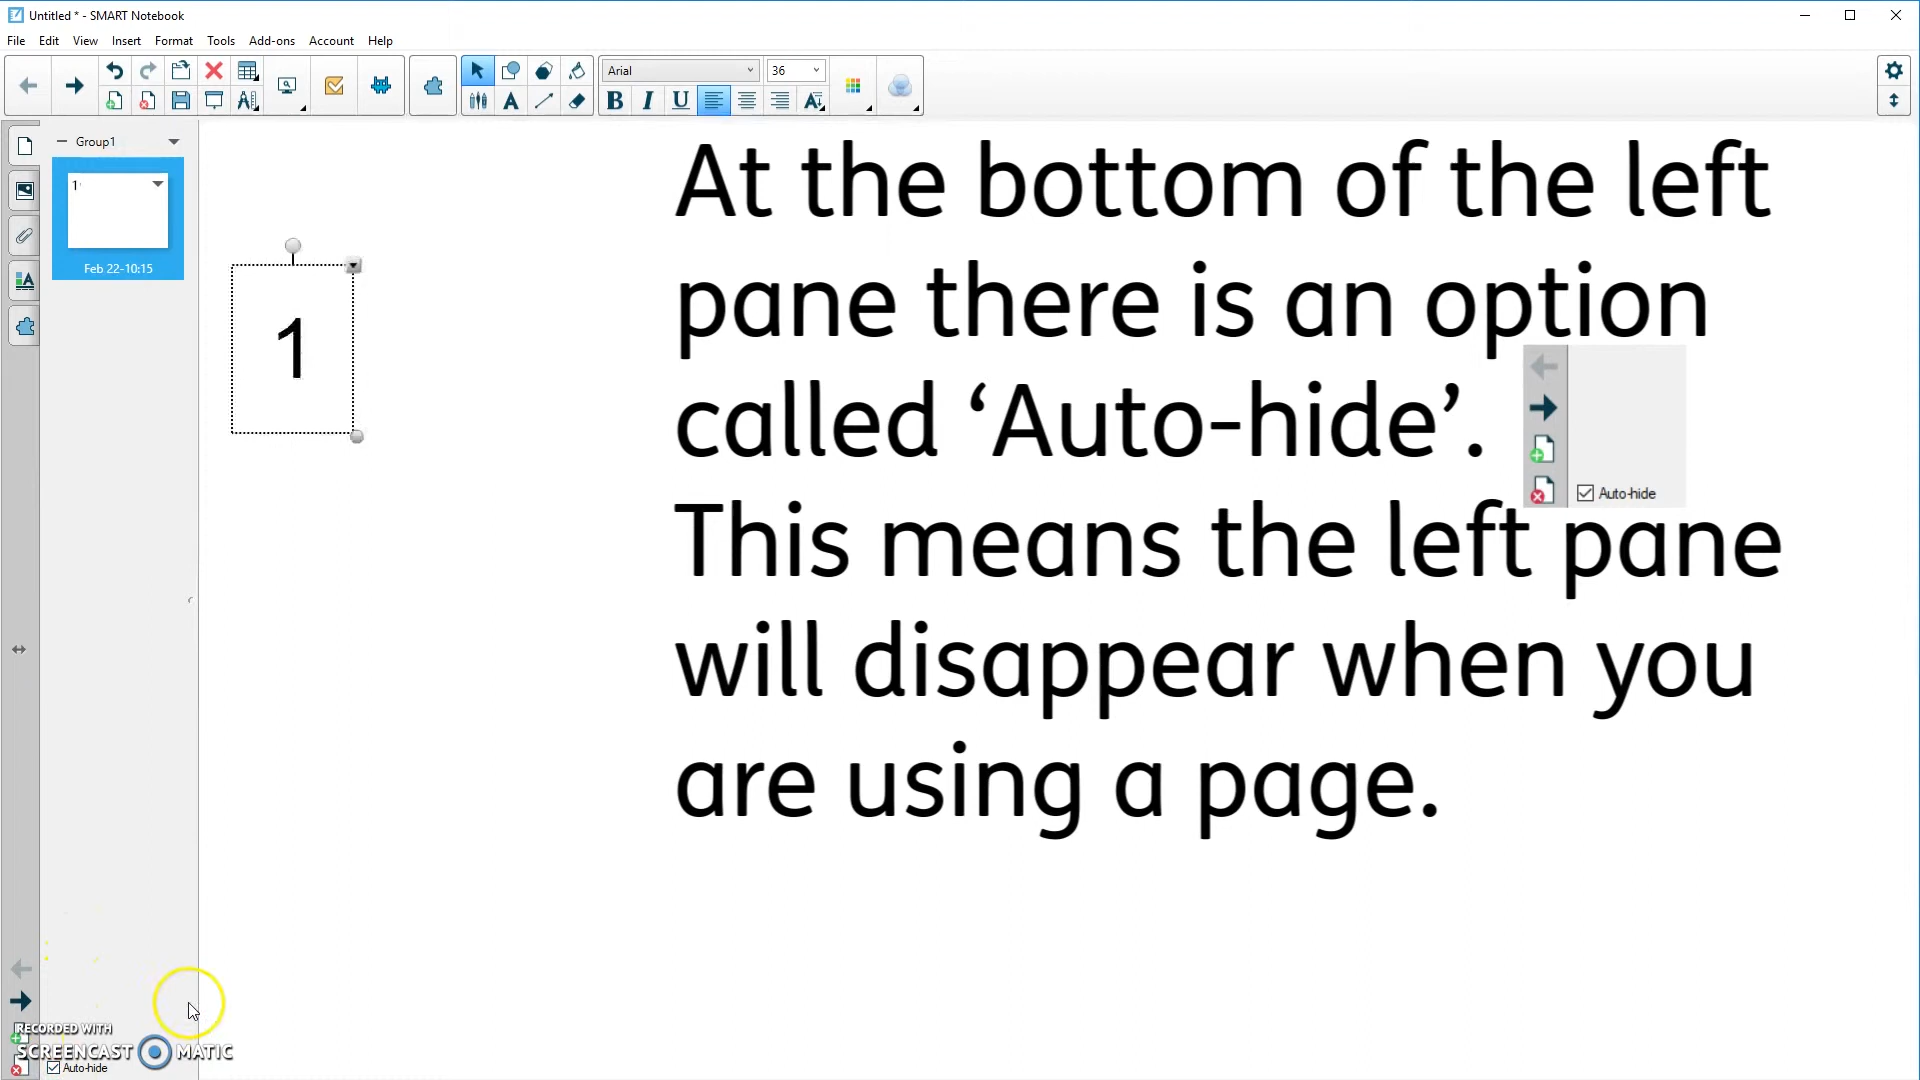 Untitled * - SMART Notebook
File Edit View Insert Format Tools Add-ons Account Help
Arial 36
B I U
Group1
1
Feb 22-10:15
1
At the bottom of the left
pane there is an option
called ‘Auto-hide’.
Auto-hide
This means the left pane
will disappear when you
are using a page.
RECORDED WITH
SCREENCAST MATIC
Auto-hide